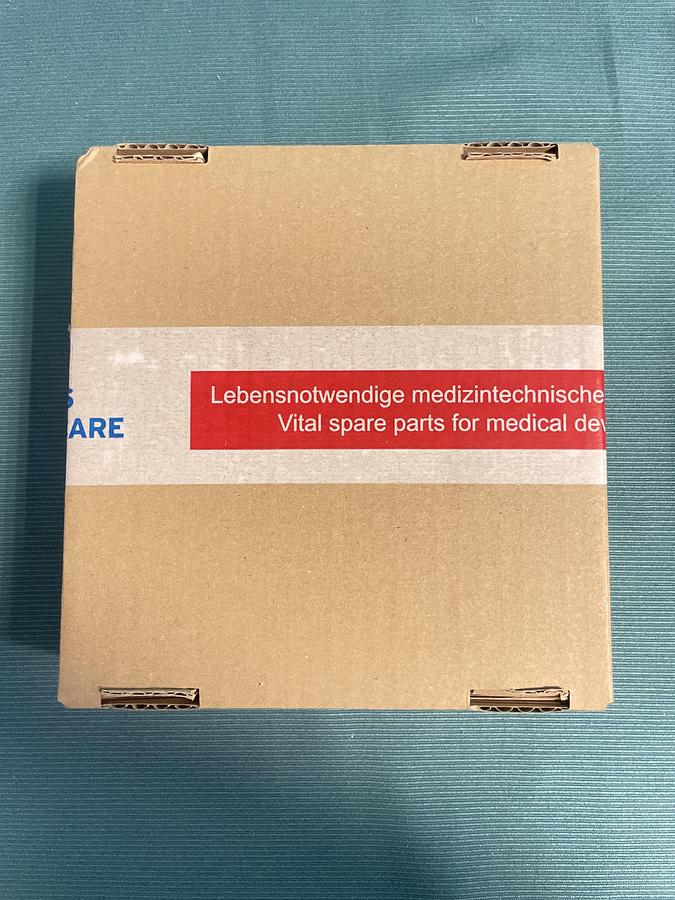 S
ARE
Lebensnotwendige medizintechnische
Vital spare parts for medical dev